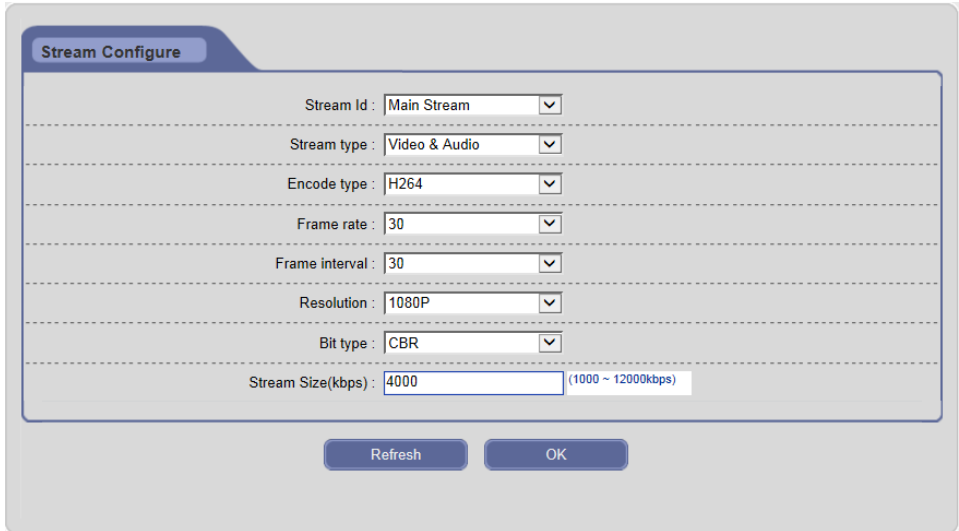 Stream Configure
Stream Id : Main Stream
Stream type : Video & Audio
Encode type : H264
Frame rate : 30
Frame interval : 30
Resolution : 1080P
Bit type : CBR
Stream Size(kbps) : 4000 (1000 ~ 12000kbps)
Refresh OK